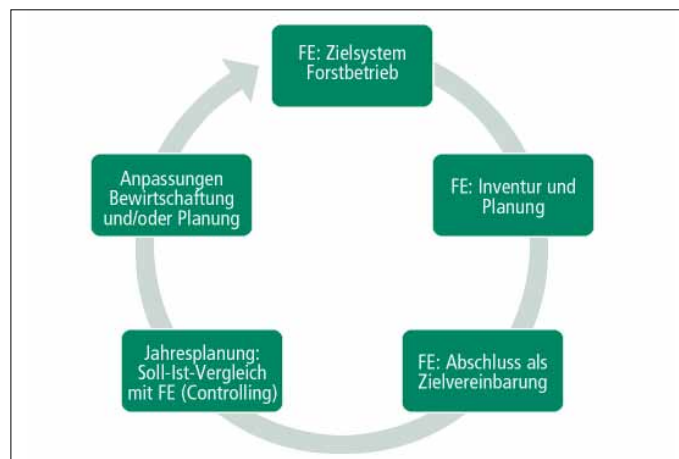 FE: Zielsystem
Forstbetrieb
FE: Inventur und
Planung
FE: Abschluss als
Zielvereinbarung
Jahresplanung:
Soll-Ist-Vergleich
mit FE (Controlling)
Anpassungen
Bewirtschaftung
und/oder Planung